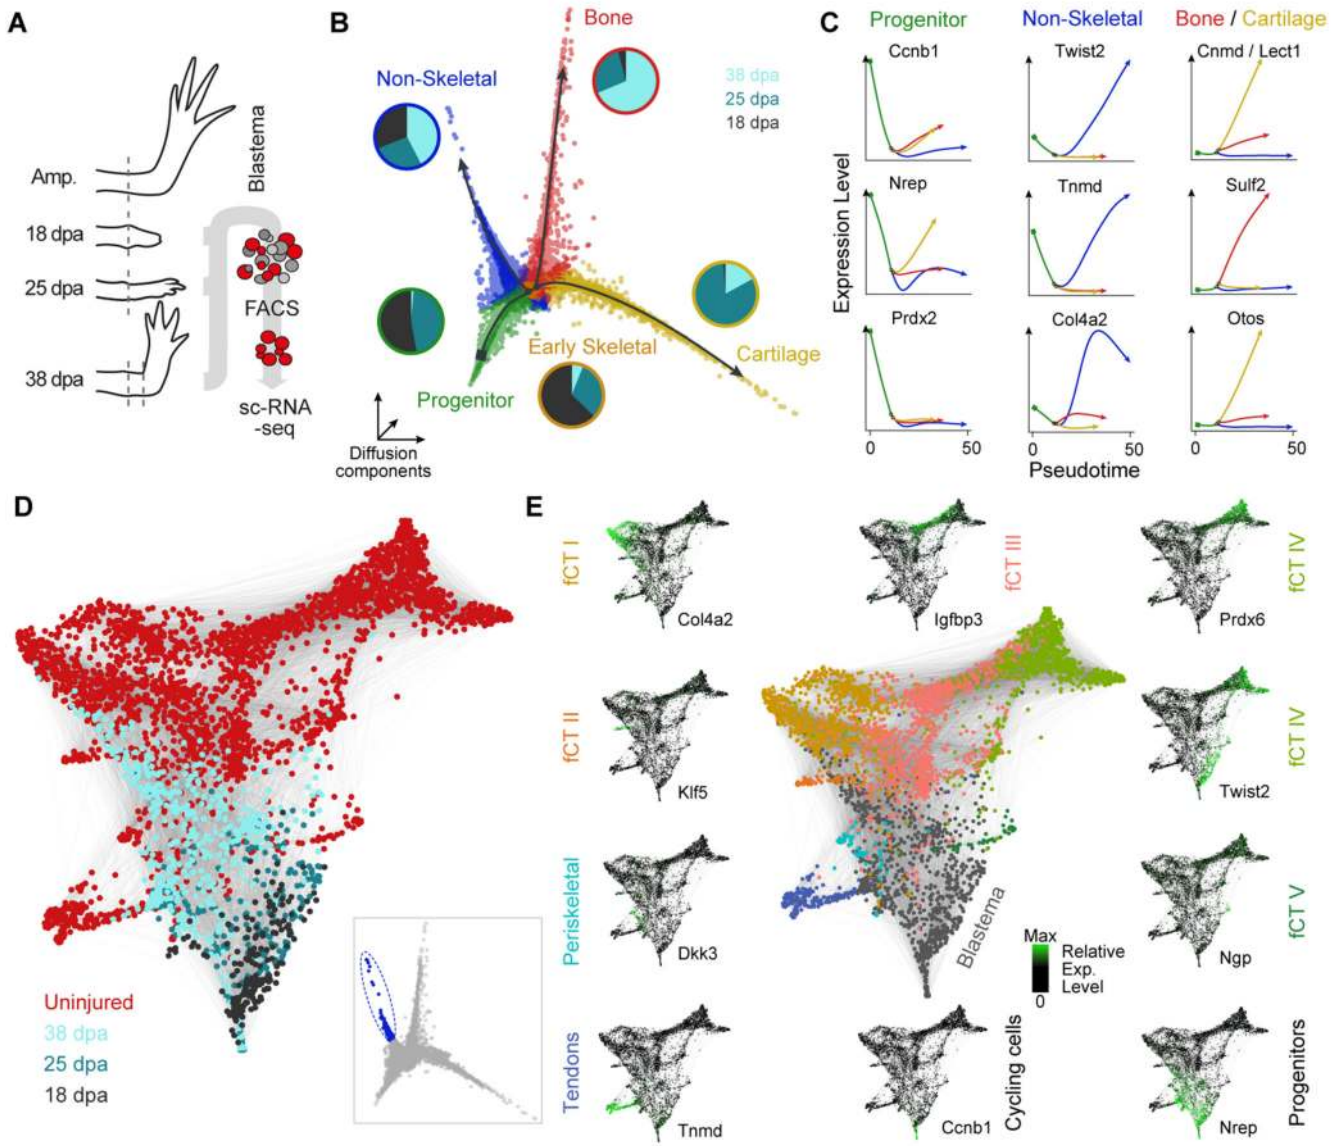 A
Amp.
18 dpa
25 dpa
38 dpa
Blastema
FACS
sc-RNA
-seq
B
Bone
Non-Skeletal
38 dpa
25 dpa
18 dpa
Early Skeletal
Cartilage
Progenitor
Diffusion
components
C
Progenitor
Non-Skeletal
Bone / Cartilage
Ccnb1
Twist2
Cnmd / Lect1
Nrep
Tnmd
Sulf2
Prdx2
Col4a2
Otos
Expression Level
0
50
0
50
0
50
Pseudotime
D
Uninjured
38 dpa
25 dpa
18 dpa
E
fCT I
Col4a2
Igfbp3
fCT III
Prdx6
fCT IV
fCT II
Klf5
Twist2
fCT IV
Periskeletal
Dkk3
Blastema
Max
Relative
Exp.
Level
0
Ngp
fCT V
Tendons
Tnmd
Ccnb1
Cycling cells
Nrep
Progenitors